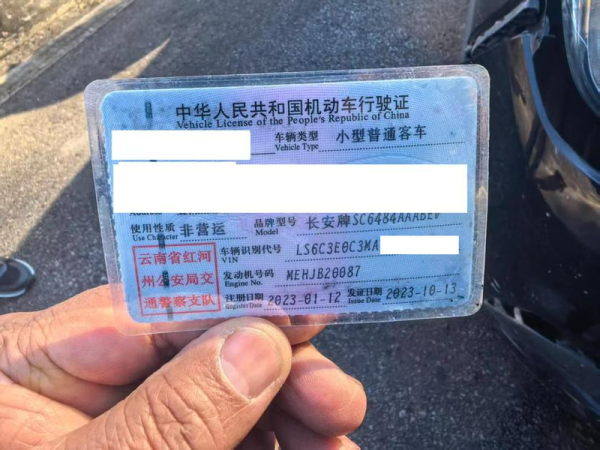 中华人民共和国机动车行驶证
Vehicle License of the People's Republic of China
车辆类型 小型普通客车
Vehicle Type
使用性质 非营运 品牌型号 长安牌SC6484AAABEV
Use Character Model
云南省红河
州公安局交
通警察支队
车辆识别代号 LS6C3E0C3MA
VIN
发动机号码 MEHJB20087
Engine No.
注册日期 2023-01-12 发证日期 2023-10-13
Register Date Issue Date